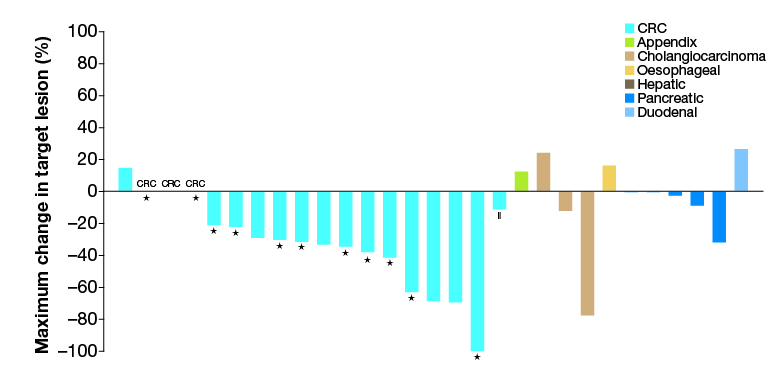 Maximum change in target lesion (%)
100
80
60
40
20
0
−20
−40
−60
−80
−100
CRC CRC CRC
★ ★
★ ★ ★ ★ ★ ★ ★ ★ ★
II
CRC
Appendix
Cholangiocarcinoma
Oesophageal
Hepatic
Pancreatic
Duodenal